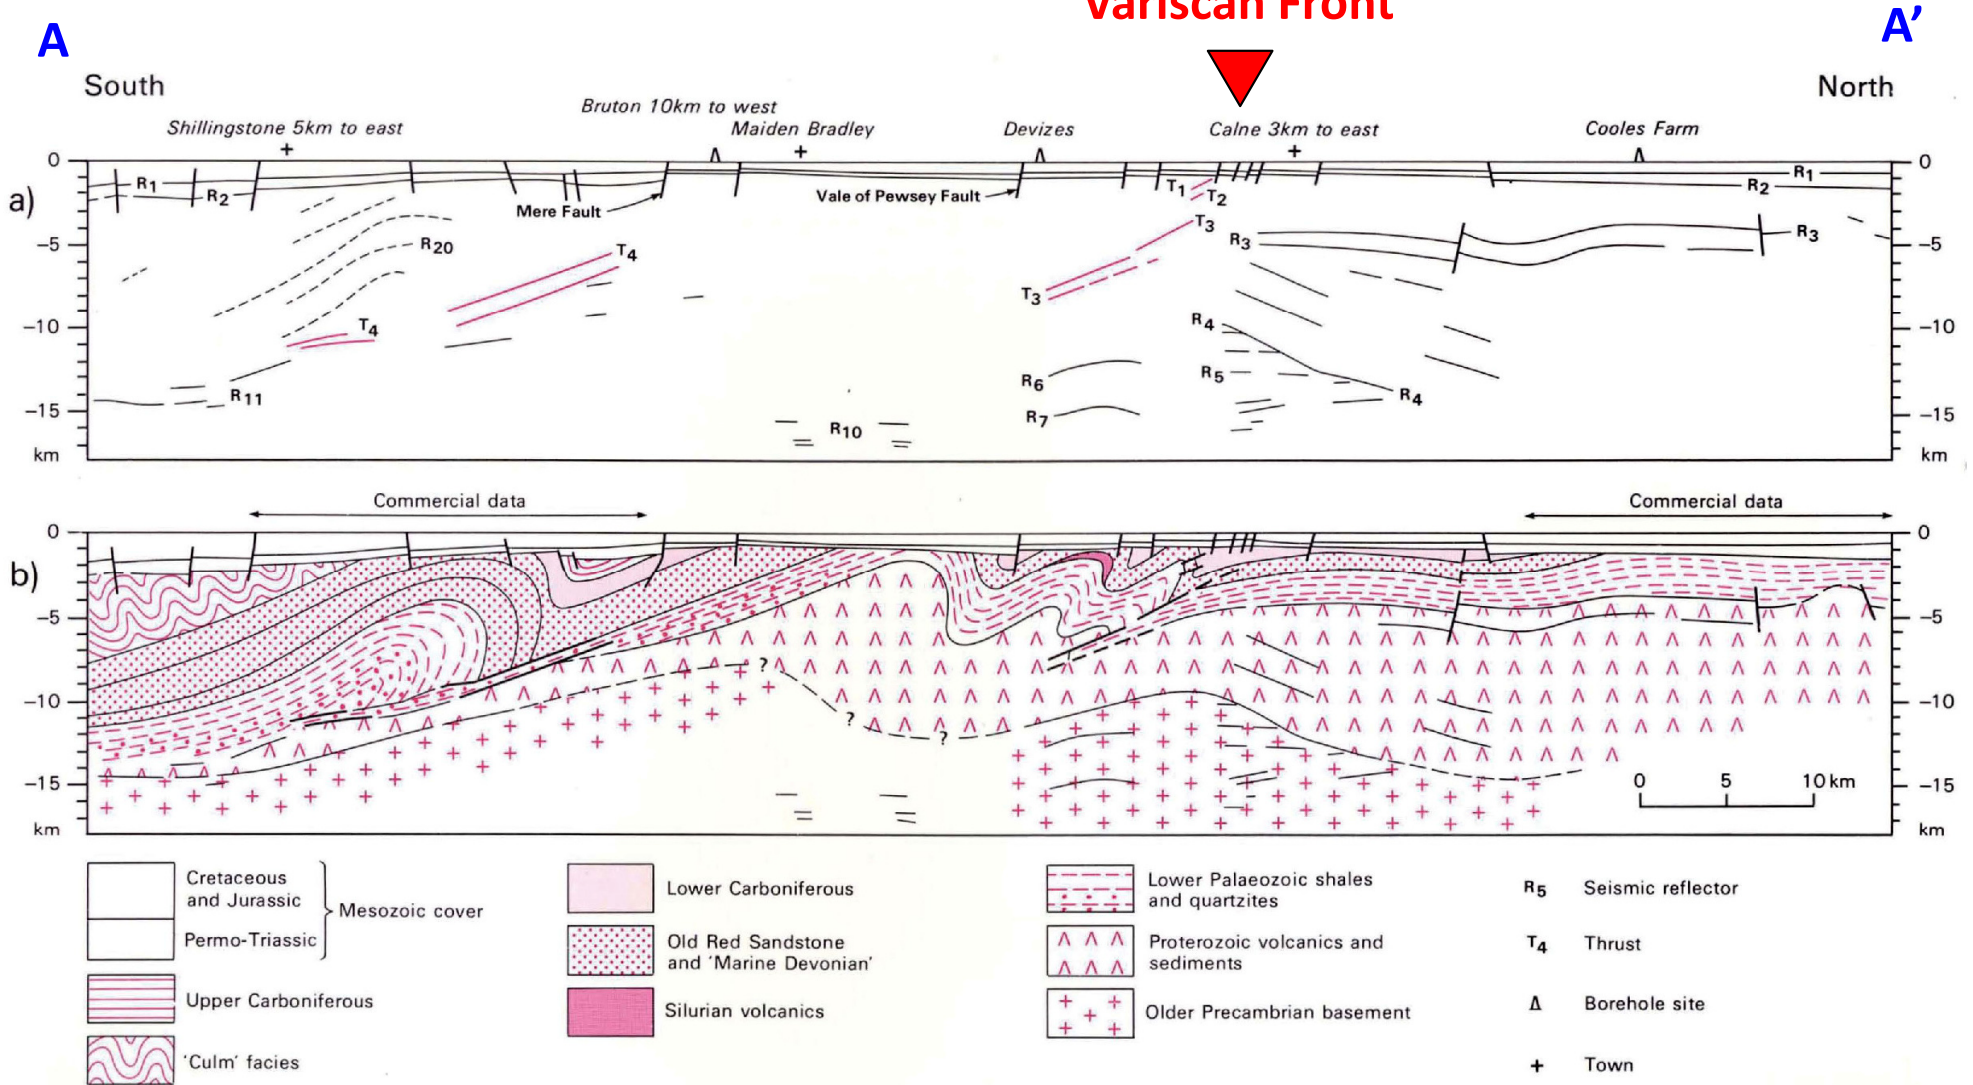 Variscan Front
A
A'
South
North
Bruton 10km to west
Shillingstone 5km to east
Maiden Bradley
Devizes
Calne 3km to east
Cooles Farm
a)
0
0
R1
R2
Mere Fault
Vale of Pewsey Fault
T1
T2
R1
R2
–5
R20
T4
T3
R3
R3
–5
T3
–10
T4
R4
–10
R6
R5
R11
R4
–15
R10
R7
–15
km
km
Commercial data
Commercial data
b)
0
0
–5
–5
?
–10
?
?
–10
–15
0 5 10 km
–15
km
km
Cretaceous
and Jurassic
Permo-Triassic
Mesozoic cover
Upper Carboniferous
'Culm' facies
Lower Carboniferous
Old Red Sandstone
and 'Marine Devonian'
Silurian volcanics
Lower Palaeozoic shales
and quartzites
Proterozoic volcanics and
sediments
Older Precambrian basement
R5 Seismic reflector
T4 Thrust
Borehole site
Town